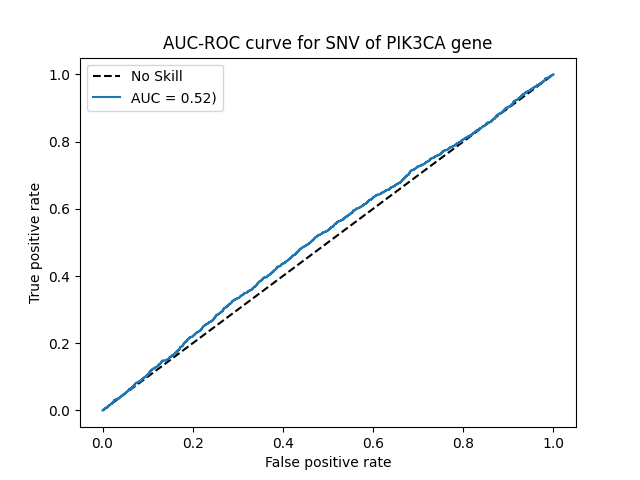 AUC-ROC curve for SNV of PIK3CA gene
No Skill
AUC = 0.52)
1.0
0.8
0.6
0.4
0.2
0.0
True positive rate
0.0 0.2 0.4 0.6 0.8 1.0
False positive rate